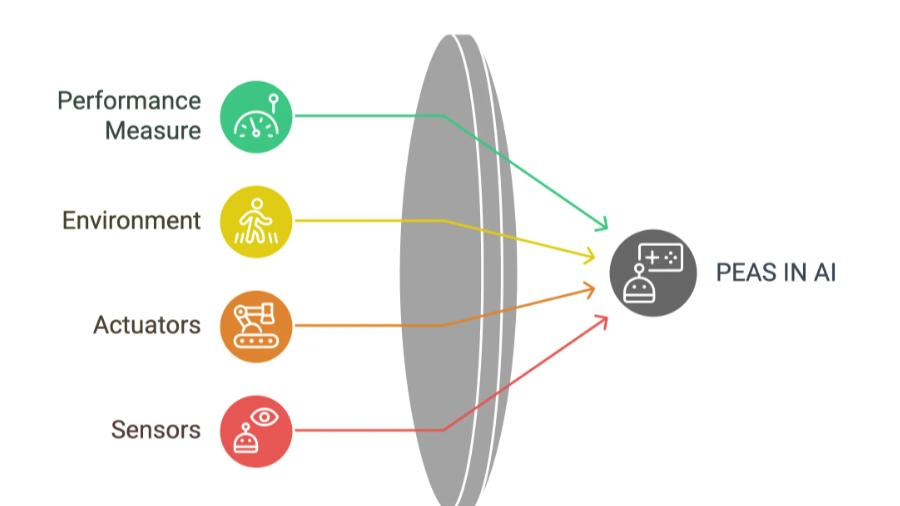 Performance
Measure
Environment
Actuators
Sensors
PEAS IN AI